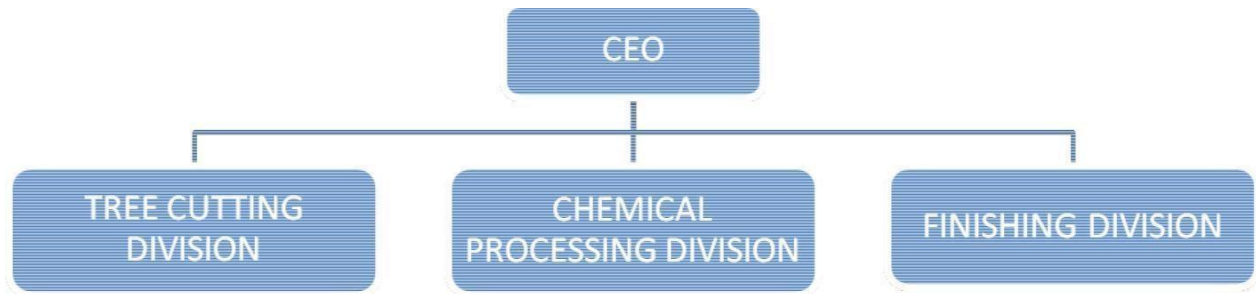 CEO
TREE CUTTING
DIVISION
CHEMICAL
PROCESSING DIVISION
FINISHING DIVISION